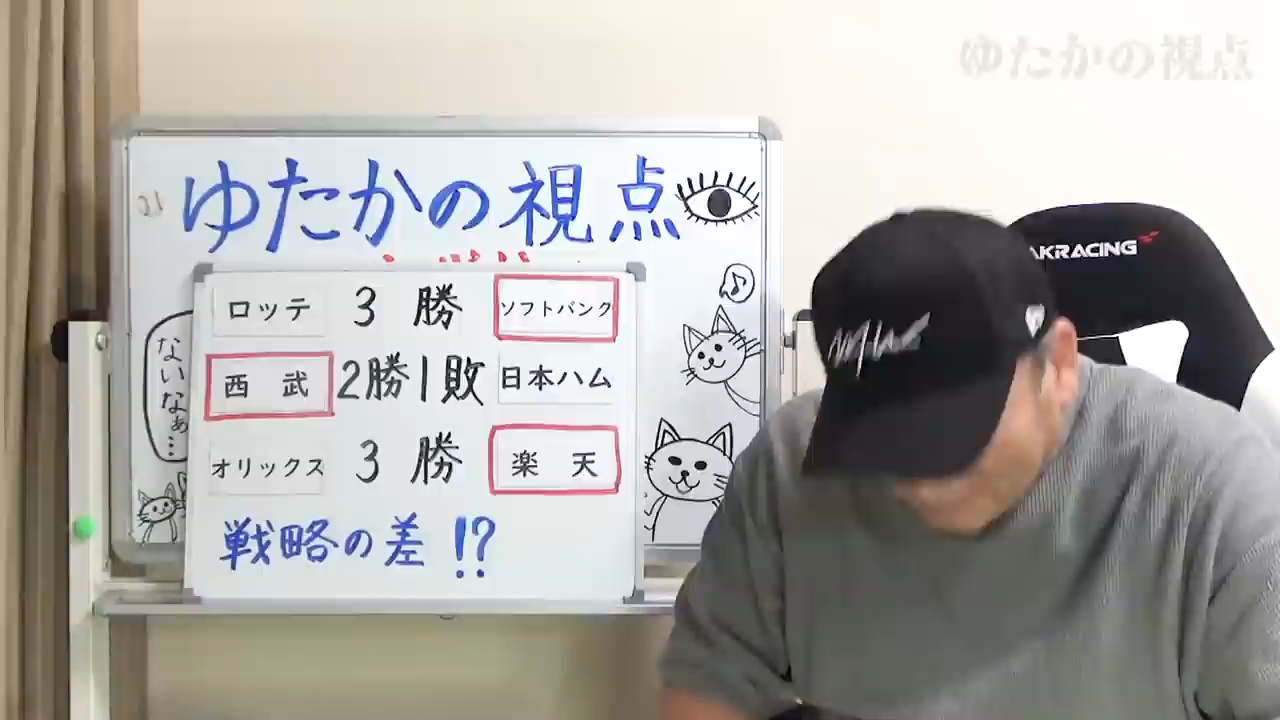 ゆたかの視点
ゆたかの視点
ロッテ 3勝 ソフトバンク
西武 2勝1敗 日本ハム
オリックス 3勝 楽天
戦略の差!?
ないなぁ…
AKRACING